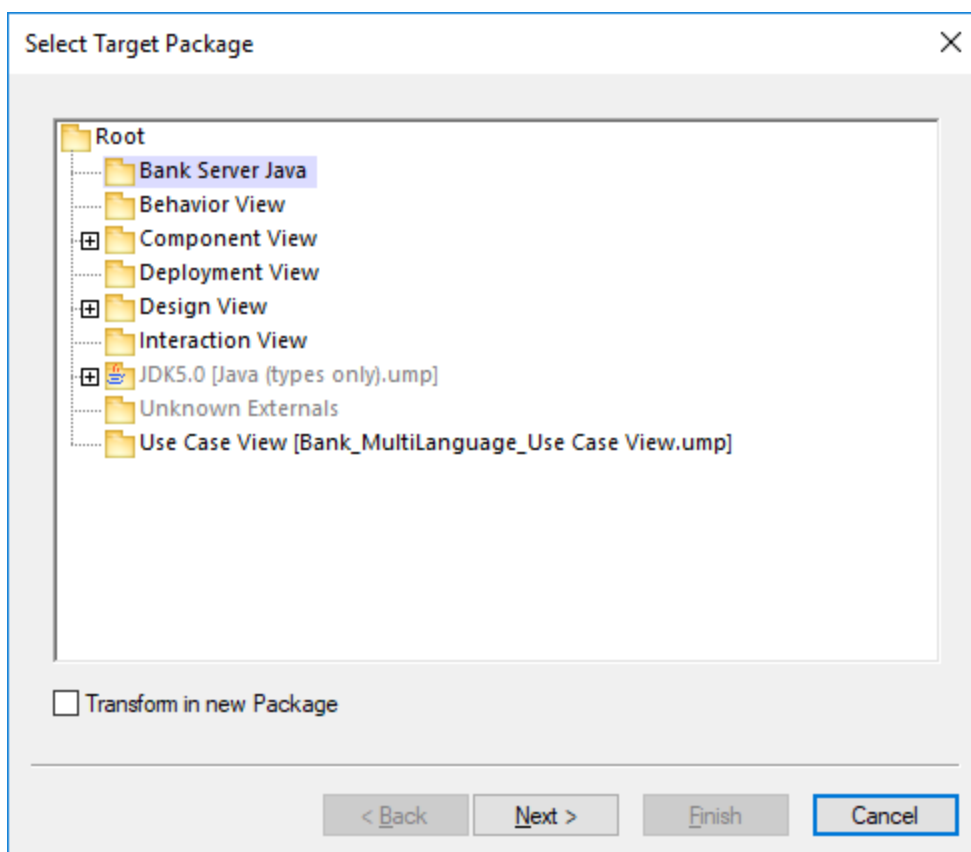 Select Target Package
Root
Bank Server Java
Behavior View
Component View
Deployment View
Design View
Interaction View
JDK5.0 [Java (types only).ump]
Unknown Externals
Use Case View [Bank_MultiLanguage_Use Case View.ump]
Transform in new Package
< Back Next > Finish Cancel